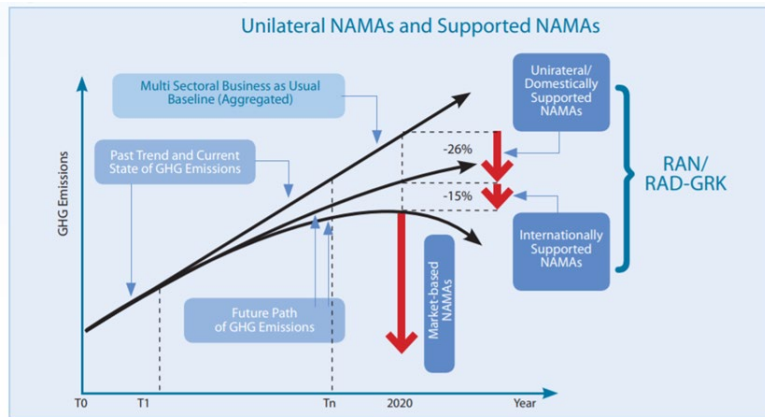 Unilateral NAMAs and Supported NAMAs
Multi Sectoral Business as Usual
Baseline (Aggregated)
Unirateral/
Domestically
Supported
NAMAs
Past Trend and Current
State of GHG Emissions
-26%
-15%
RAN/
RAD-GRK
GHG Emissions
Internationally
Supported
NAMAs
Market-based
NAMAs
Future Path
of GHG Emissions
T0
T1
Tn
2020
Year